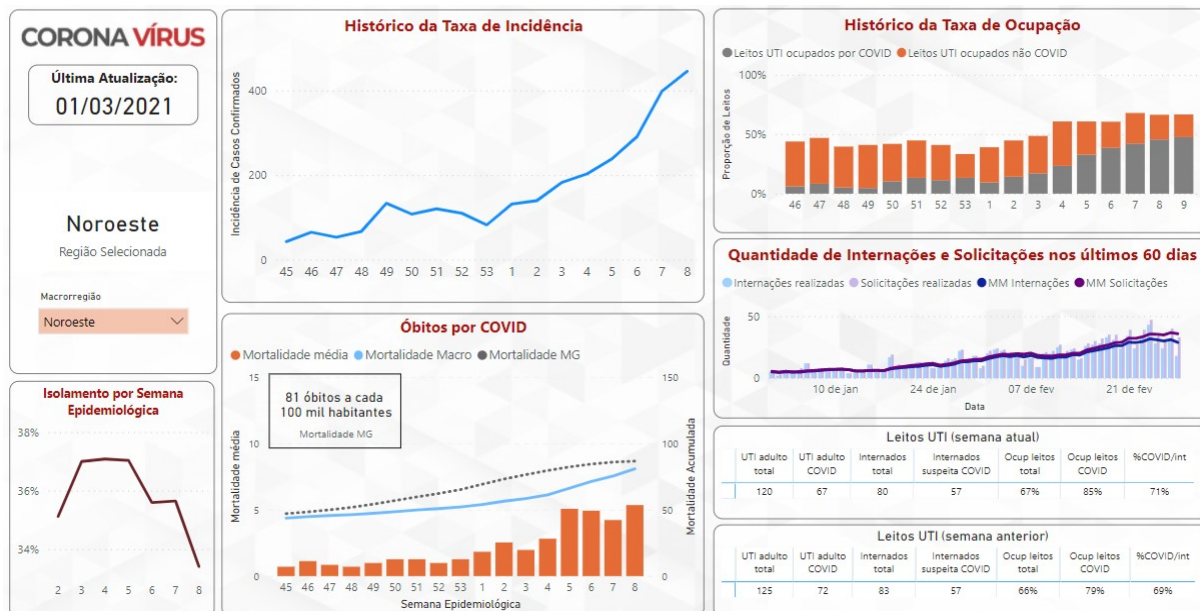 CORONA VÍRUS
Última Atualização:
01/03/2021
Noroeste
Região Selecionada
Macrorregião
Noroeste
Isolamento por Semana
Epidemiológica
38%
36%
34%
2 3 4 5 6 7 8
Histórico da Taxa de Incidência
Incidência de Casos Confirmados
400
200
0
45 46 47 48 49 50 51 52 53 1 2 3 4 5 6 7 8
Óbitos por COVID
Mortalidade média Mortalidade Macro Mortalidade MG
81 óbitos a cada
100 mil habitantes
Mortalidade MG
Mortalidade média
15
10
5
0
Mortalidade Acumulada
150
100
50
0
45 46 47 48 49 50 51 52 53 1 2 3 4 5 6 7 8
Semana Epidemiológica
Histórico da Taxa de Ocupação
Leitos UTI ocupados por COVID Leitos UTI ocupados não COVID
Proporção de Leitos
100%
50%
0%
46 47 48 49 50 51 52 53 1 2 3 4 5 6 7 8 9
Quantidade de Internações e Solicitações nos últimos 60 dias
Internações realizadas Solicitações realizadas MM Internações MM Solicitações
Quantidade
50
0
10 de jan 24 de jan 07 de fev 21 de fev
Data
Leitos UTI (semana atual)
UTI adulto UTI adulto Internados Internados Ocup leitos Ocup leitos %COVID/int
total COVID total suspeita COVID total COVID
120 67 80 57 67% 85% 71%
Leitos UTI (semana anterior)
UTI adulto UTI adulto Internados Internados Ocup leitos Ocup leitos %COVID/int
total COVID total suspeita COVID total COVID
125 72 83 57 66% 79% 69%